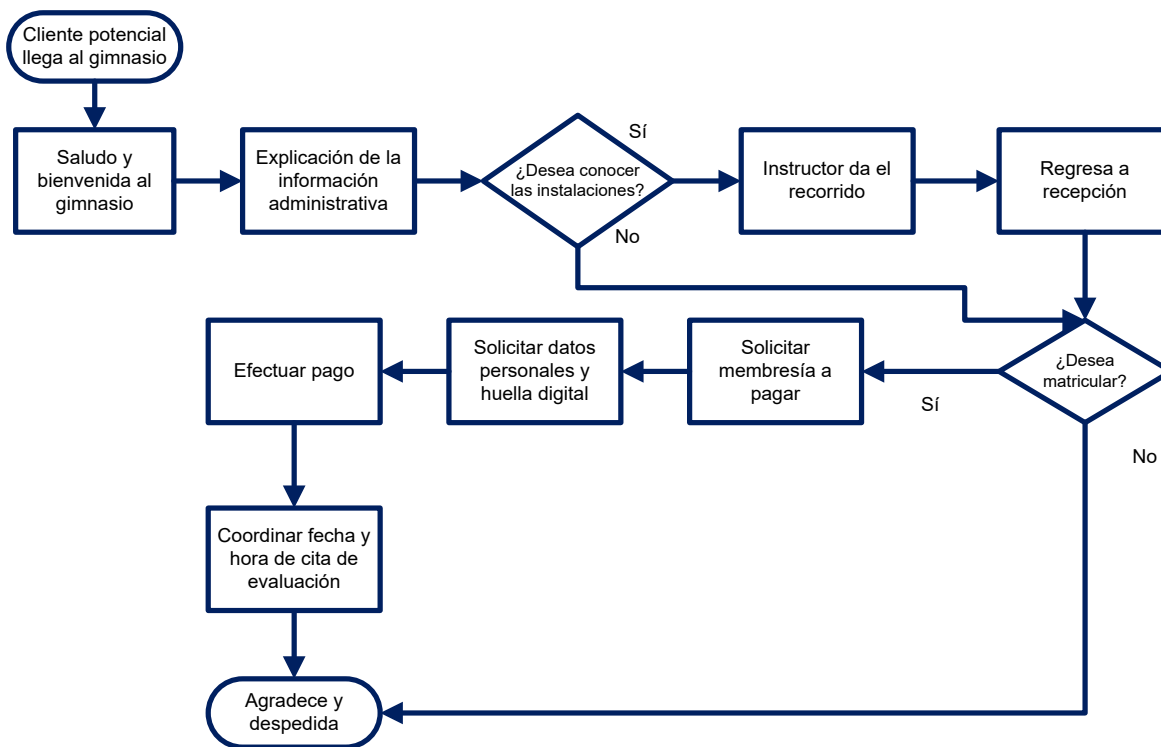 Cliente potencial
llega al gimnasio
Saludo y
bienvenida al
gimnasio
Explicación de la
información
administrativa
¿Desea conocer
las instalaciones?
Sí
No
Instructor da el
recorrido
Regresa a
recepción
¿Desea
matricular?
Sí
No
Solicitar
membresía a
pagar
Solicitar datos
personales y
huella digital
Efectuar pago
Coordinar fecha y
hora de cita de
evaluación
Agradece y
despedida